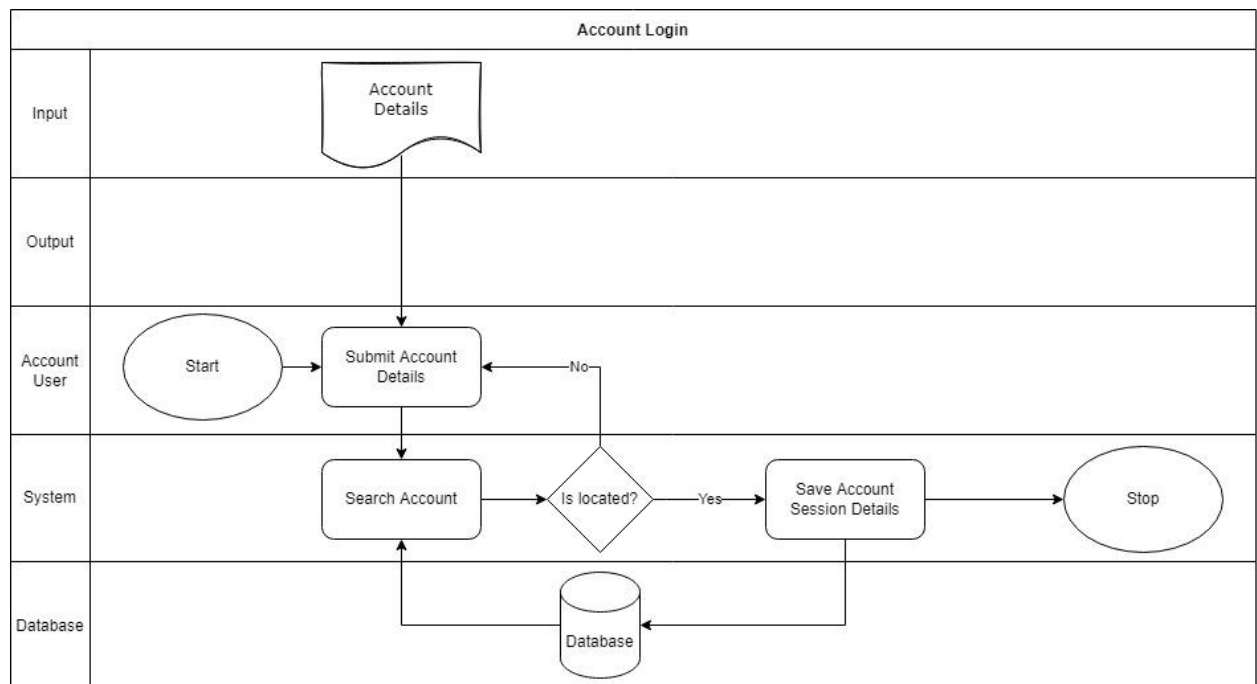 Account Login
Input
Account
Details
Output
Account
User
Start
Submit Account
Details
No
System
Search Account
Is located?
Yes
Save Account
Session Details
Stop
Database
Database